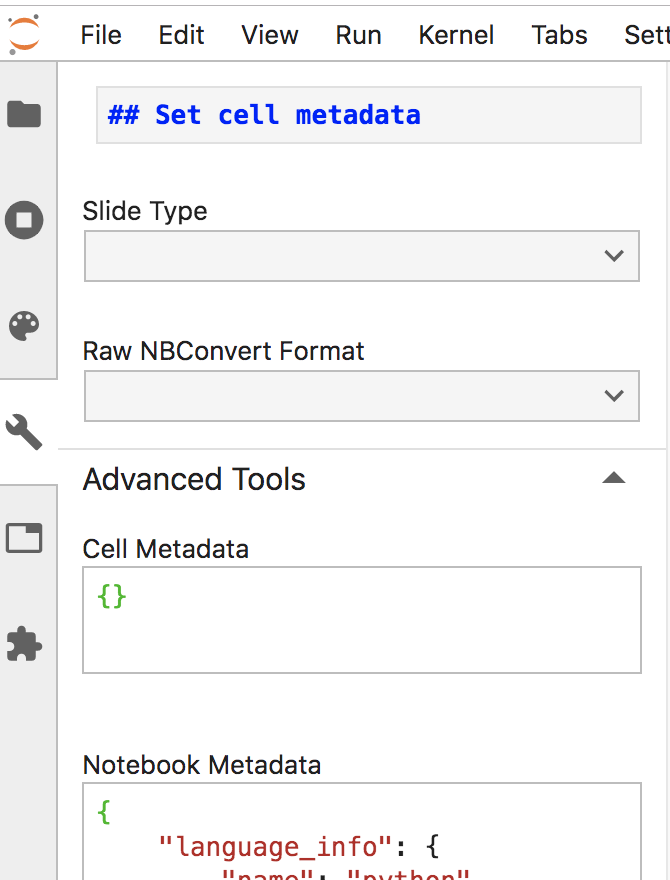 File Edit View Run Kernel Tabs Sett
## Set cell metadata
Slide Type
Raw NBConvert Format
Advanced Tools
Cell Metadata
{}
Notebook Metadata
{
"language_info": {
"name": "python"